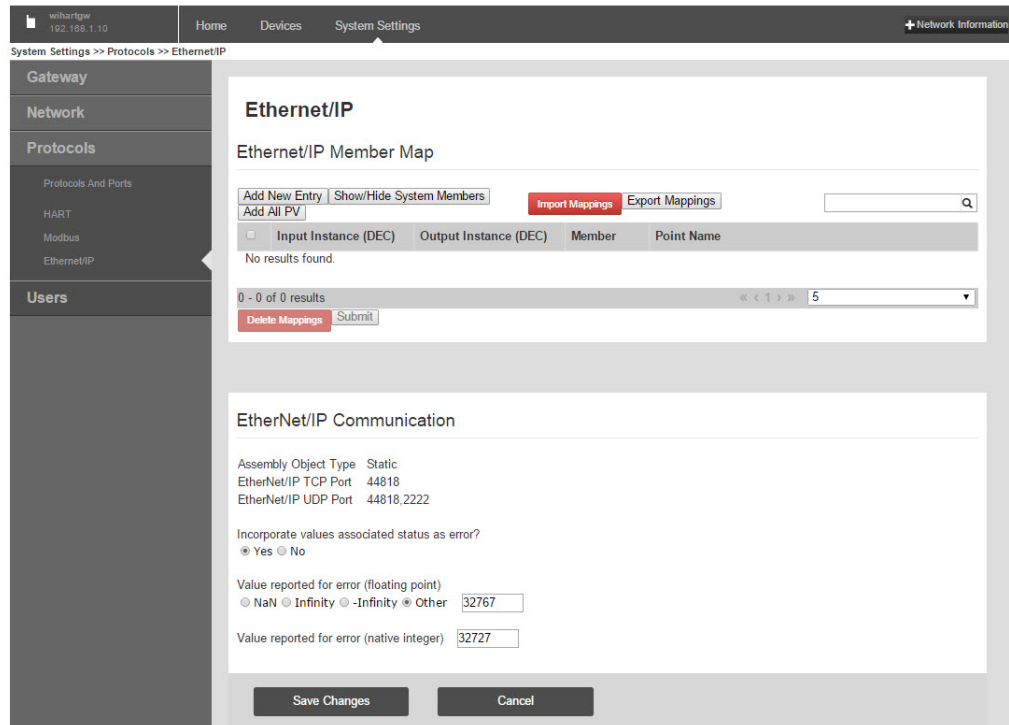 wihartgw
192.168.1.10
Home Devices System Settings
Network Information
System Settings >> Protocols >> Ethernet/IP
Gateway
Network
Protocols
Protocols And Ports
HART
Modbus
Ethernet/IP
Users
Ethernet/IP
Ethernet/IP Member Map
Add New Entry Show/Hide System Members Import Mappings Export Mappings
Add All PV
Input Instance (DEC) Output Instance (DEC) Member Point Name
No results found.
0 - 0 of 0 results « ‹ 1 › » 5
Delete Mappings Submit
EtherNet/IP Communication
Assembly Object Type Static
EtherNet/IP TCP Port 44818
EtherNet/IP UDP Port 44818,2222
Incorporate values associated status as error?
Yes No
Value reported for error (floating point)
NaN Infinity -Infinity Other 32767
Value reported for error (native integer) 32727
Save Changes Cancel